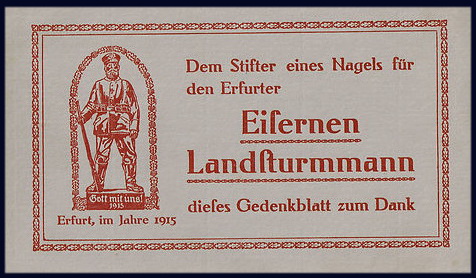 Dem Stifter eines Nagels für
den Erfurter
Eiſernen
Landſturmmann
dieſes Gedenkblatt zum Dank
Gott mit uns!
1915
Erfurt, im Jahre 1915